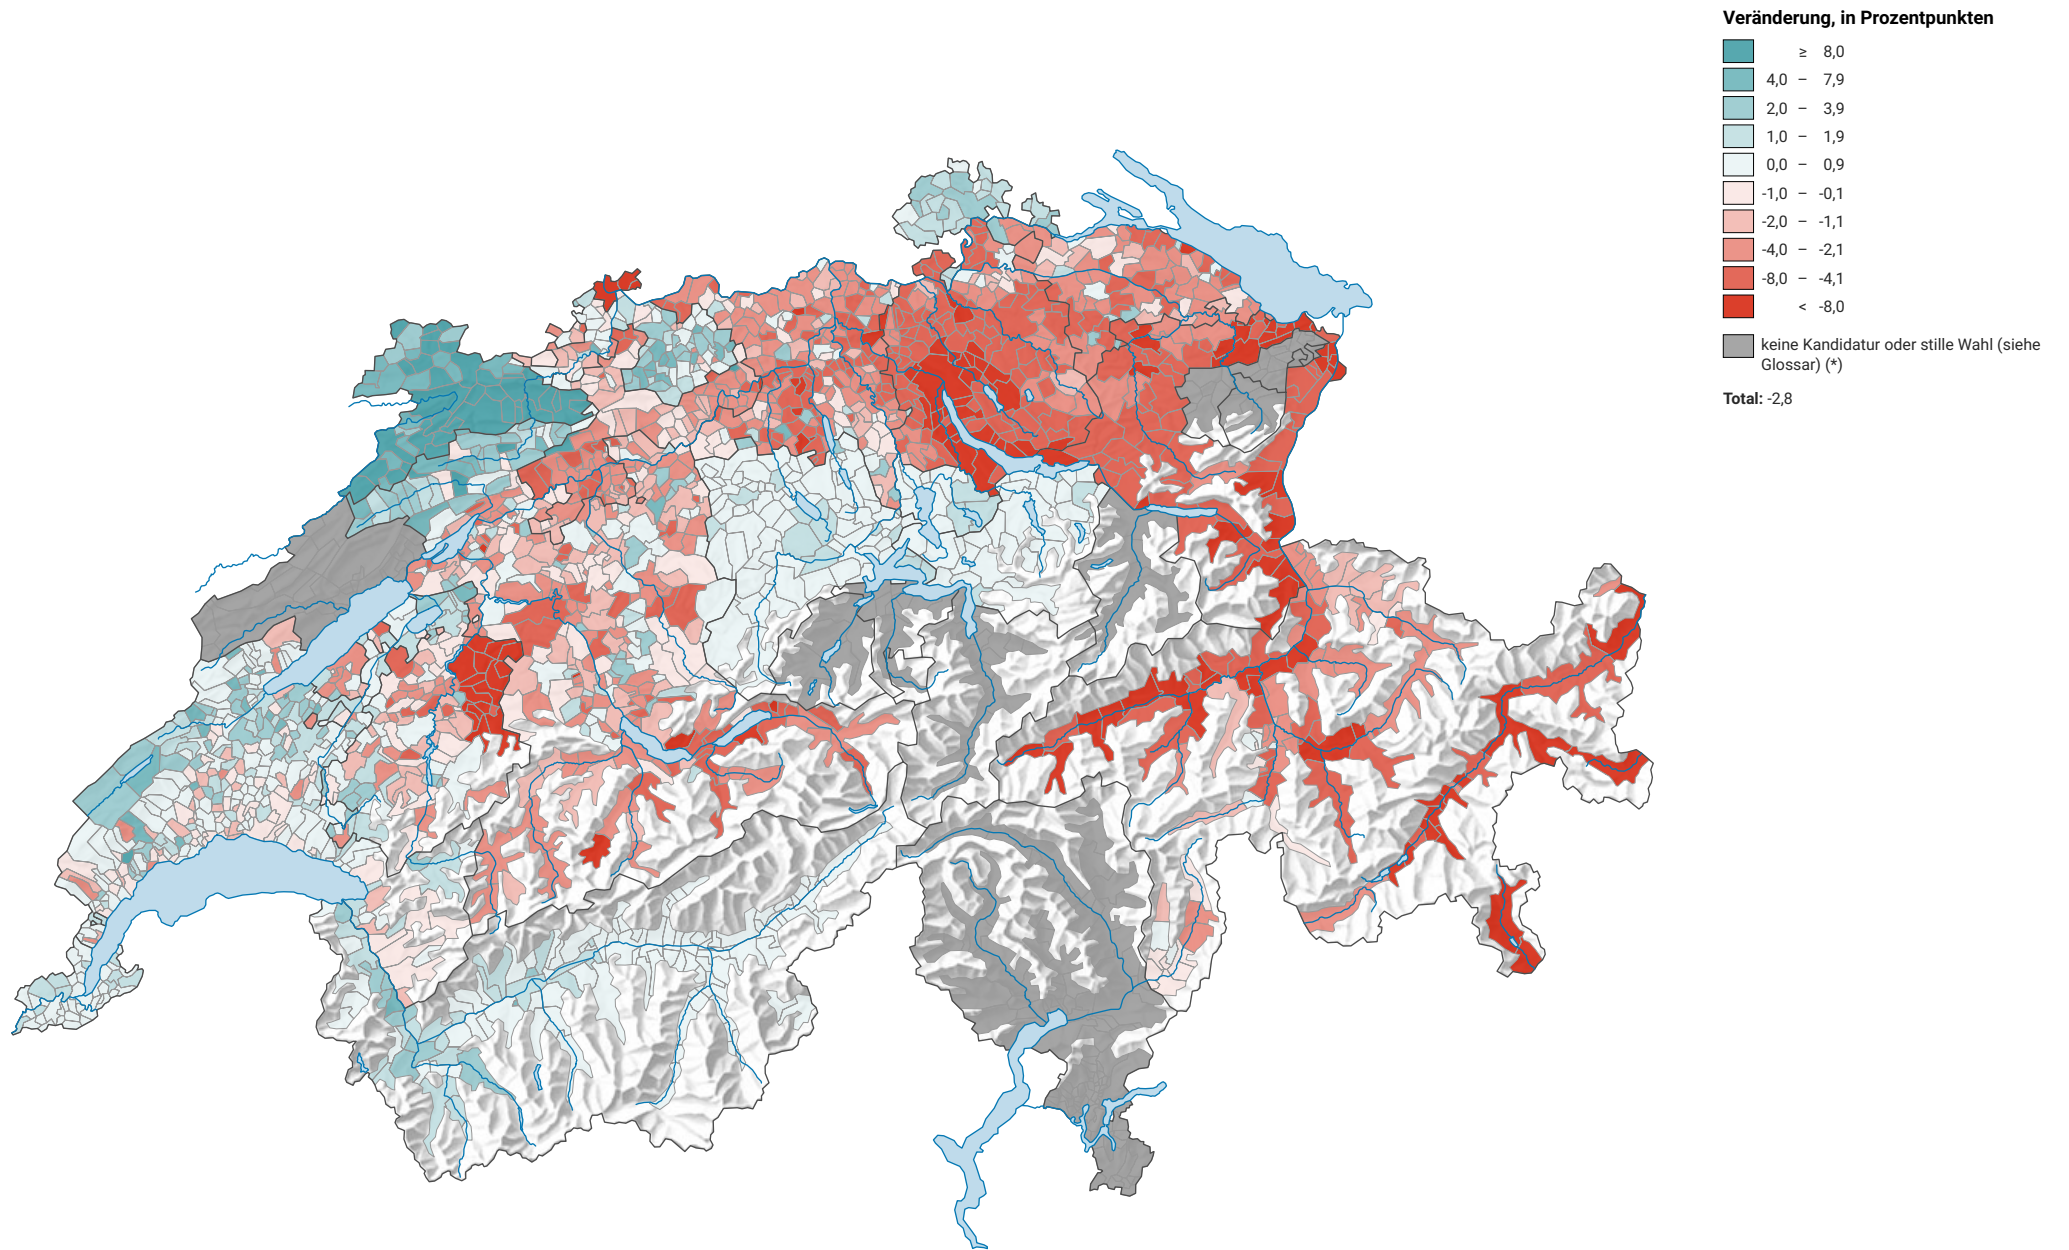 Veränderung, in Prozentpunkten
≥ 8,0
4,0 – 7,9
2,0 – 3,9
1,0 – 1,9
0,0 – 0,9
-1,0 – -0,1
-2,0 – -1,1
-4,0 – -2,1
-8,0 – -4,1
< -8,0
keine Kandidatur oder stille Wahl (siehe
Glossar) (*)
Total: -2,8